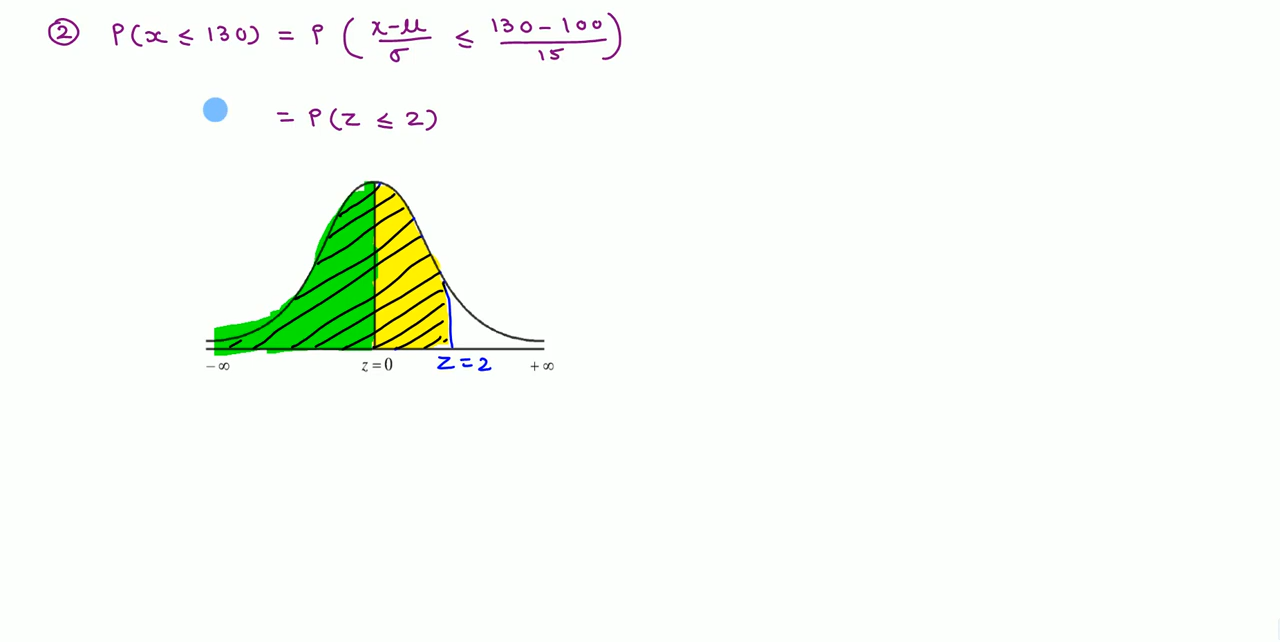 ② P(x ≤ 130) = P ( x-μ / σ ≤ 130-100 / 15 )
= P(Z ≤ 2)
-∞ z=0 Z=2 +∞